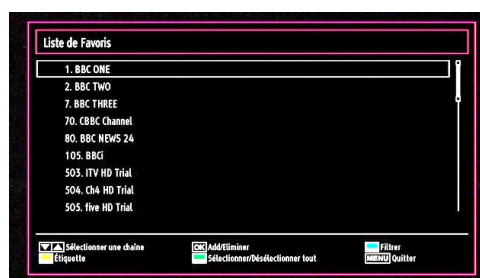 Liste de Favoris
1. BBC ONE
2. BBC TWO
7. BBC THREE
70. CBBC Channel
80. BBC NEWS 24
105. BBCi
503. ITV HD Trial
504. Ch4 HD Trial
505. five HD Trial
Sélectionner une chaine OK Add/Eliminer Filtrer
Étiquette Sélectionner/Désélectionner tout MENU Quitter